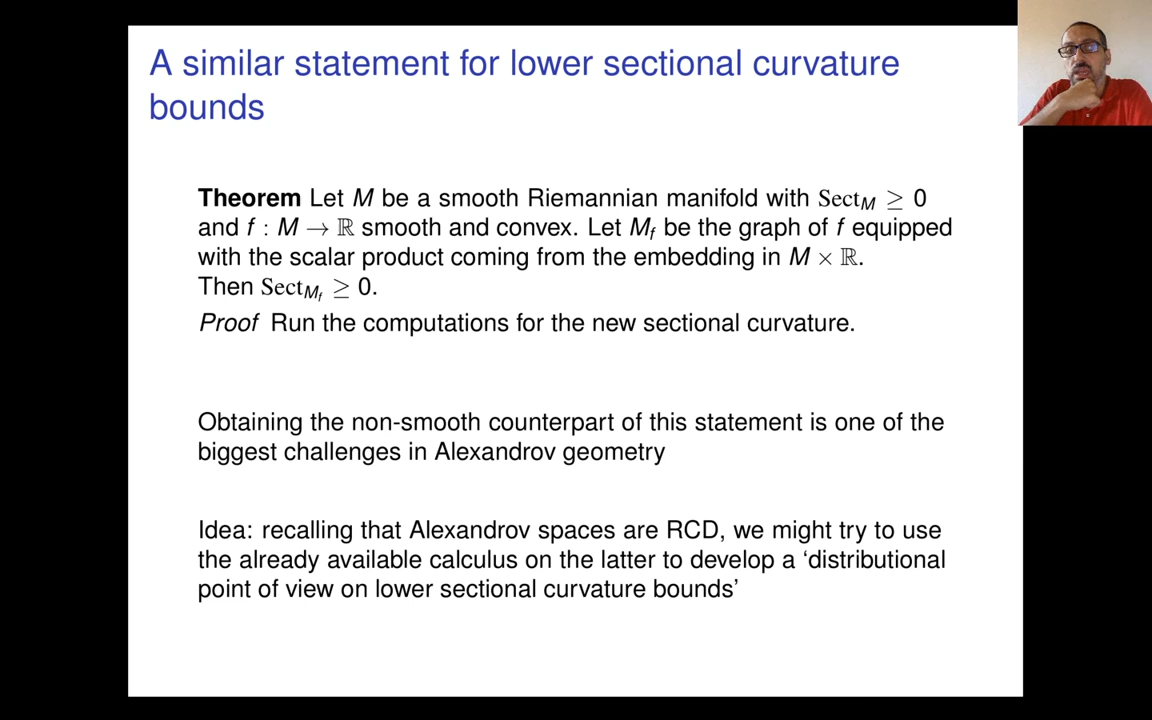 A similar statement for lower sectional curvature
bounds
Theorem Let M be a smooth Riemannian manifold with Sect_M ≥ 0
and f : M → ℝ smooth and convex. Let M_f be the graph of f equipped
with the scalar product coming from the embedding in M × ℝ.
Then Sect_{M_f} ≥ 0.
Proof Run the computations for the new sectional curvature.
Obtaining the non-smooth counterpart of this statement is one of the
biggest challenges in Alexandrov geometry
Idea: recalling that Alexandrov spaces are RCD, we might try to use
the already available calculus on the latter to develop a ‘distributional
point of view on lower sectional curvature bounds’